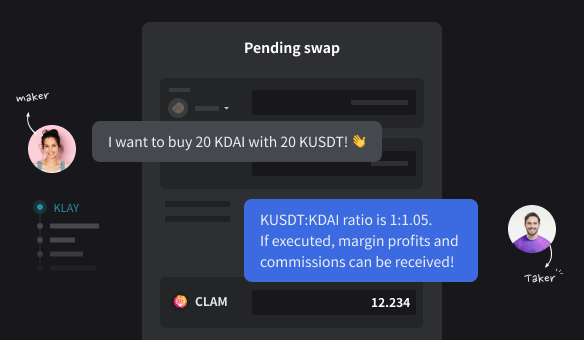 Pending swap
maker
I want to buy 20 KDAI with 20 KUSDT! 👋
KLAY
KUSDT:KDAI ratio is 1:1.05.
If executed, margin profits and
commissions can be received!
Taker
CLAM
12.234